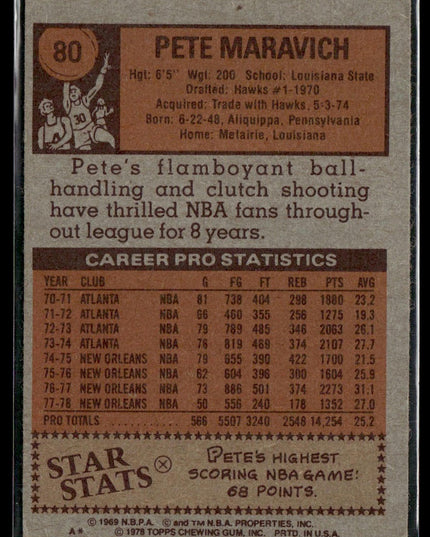 80
PETE MARAVICH
Hgt: 6'5" Wgt: 200 School: Louisiana State
Drafted: Hawks #1-1970
Acquired: Trade with Hawks, 5-3-74
Born: 6-22-48, Aliquippa, Pennsylvania
Home: Metairie, Louisiana
30
Pete's flamboyant ball-
handling and clutch shooting
have thrilled NBA fans through-
out league for 8 years.
CAREER PRO STATISTICS
YEAR CLUB G FG FT REB PTS AVG
70-71 ATLANTA NBA 81 738 404 298 1880 23.2
71-72 ATLANTA NBA 66 460 355 256 1275 19.3
72-73 ATLANTA NBA 79 789 485 346 2063 26.1
73-74 ATLANTA NBA 76 819 469 374 2107 27.7
74-75 NEW ORLEANS NBA 79 655 390 422 1700 21.5
75-76 NEW ORLEANS NBA 62 604 396 300 1604 25.9
76-77 NEW ORLEANS NBA 73 886 501 374 2273 31.1
77-78 NEW ORLEANS NBA 50 556 240 178 1352 27.0
PRO TOTALS 566 5507 3240 2548 14,254 25.2
STAR
STATS
PETE'S HIGHEST
SCORING NBA GAME:
68 POINTS.
© 1969 N.B.P.A. © and TM N.B.A. PROPERTIES, INC.
A* © 1978 TOPPS CHEWING GUM, INC. PRTD. IN U.S.A.